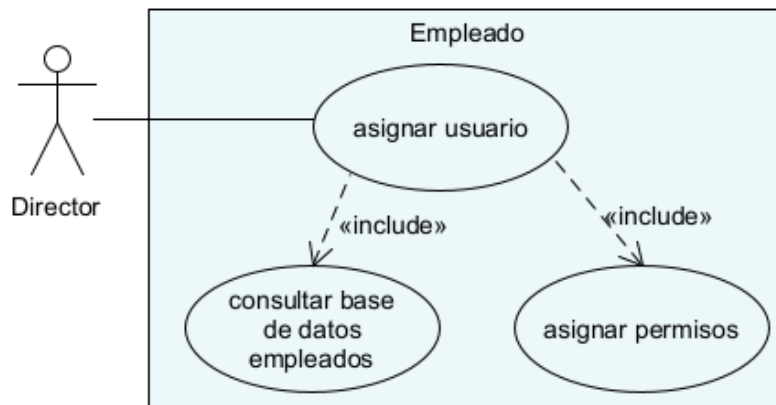 Empleado
asignar usuario
Director
«include»
«include»
consultar base
de datos
empleados
asignar permisos